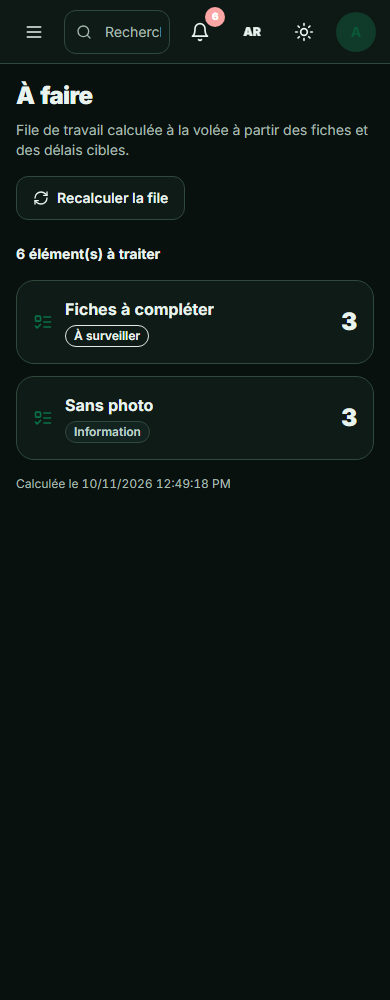 Recherc
6
AR
A
À faire
File de travail calculée à la volée à partir des fiches et
des délais cibles.
Recalculer la file
6 élément(s) à traiter
Fiches à compléter
À surveiller
3
Sans photo
Information
3
Calculée le 10/11/2026 12:49:18 PM